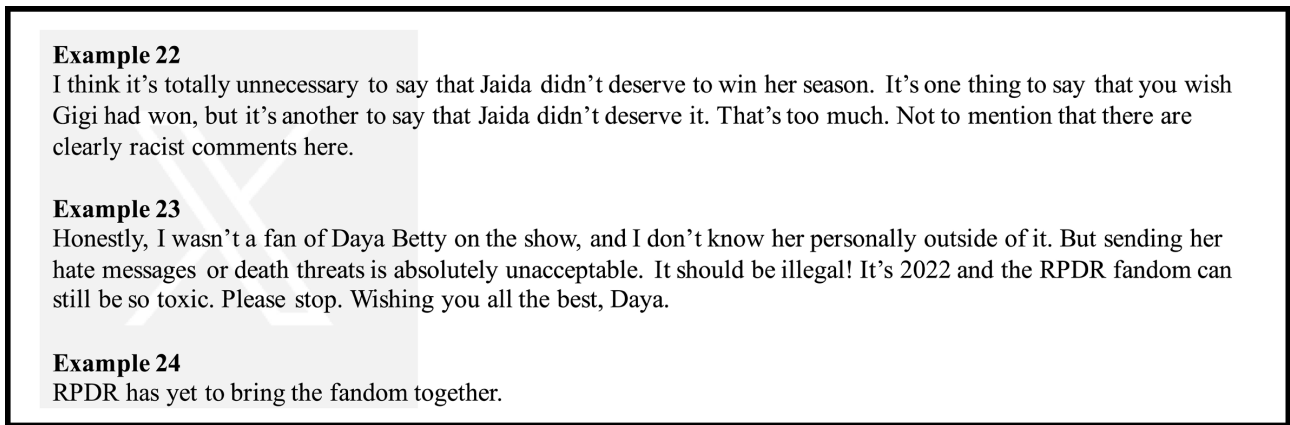 Example 22
I think it’s totally unnecessary to say that Jaida didn’t deserve to win her season. It’s one thing to say that you wish
Gigi had won, but it’s another to say that Jaida didn’t deserve it. That’s too much. Not to mention that there are
clearly racist comments here.
Example 23
Honestly, I wasn’t a fan of Daya Betty on the show, and I don’t know her personally outside of it. But sending her
hate messages or death threats is absolutely unacceptable. It should be illegal! It’s 2022 and the RPDR fandom can
still be so toxic. Please stop. Wishing you all the best, Daya.
Example 24
RPDR has yet to bring the fandom together.